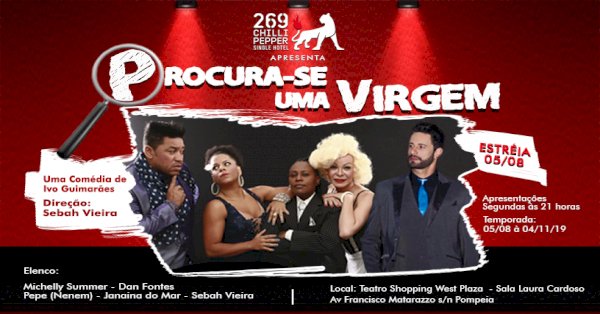 269
CHILLI
PEPPER
SINGLE HOTEL
APRESENTA
PROCURA-SE
UMA VIRGEM
ESTRÉIA
05/08
Uma Comédia de
Ivo Guimarães
Direção:
Sebah Vieira
Apresentações
Segundas às 21 horas
Temporada:
05/08 à 04/11/19
Elenco:
Michelly Summer - Dan Fontes
Pepe (Nenem) - Janaína do Mar - Sebah Vieira
Local: Teatro Shopping West Plaza - Sala Laura Cardoso
Av Francisco Matarazzo s/n Pompeia